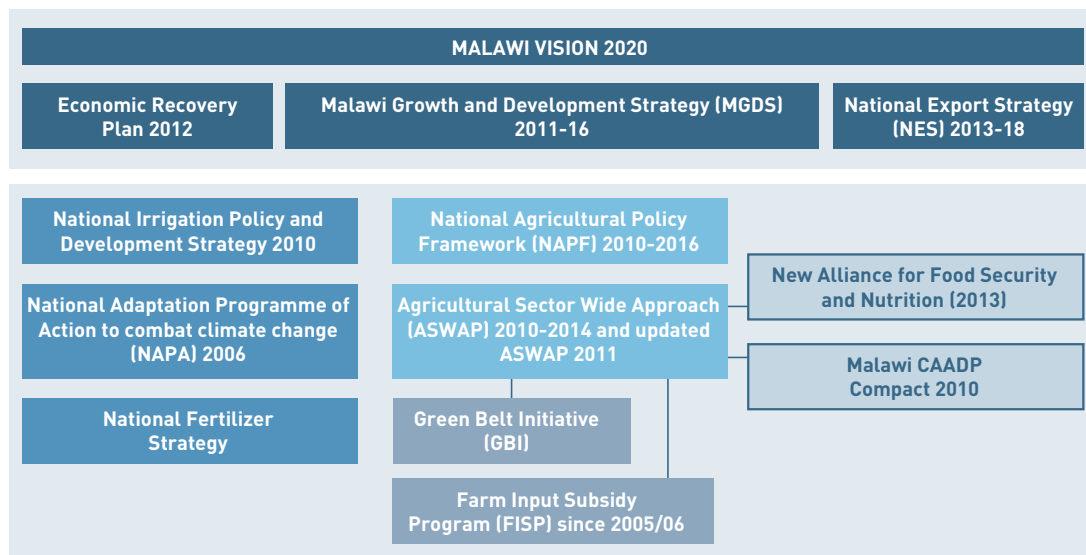 MALAWI VISION 2020
Economic Recovery
Plan 2012
Malawi Growth and Development Strategy (MGDS)
2011-16
National Export Strategy
(NES) 2013-18
National Irrigation Policy and
Development Strategy 2010
National Agricultural Policy
Framework (NAPF) 2010-2016
New Alliance for Food Security
and Nutrition (2013)
National Adaptation Programme of
Action to combat climate change
(NAPA) 2006
Agricultural Sector Wide Approach
(ASWAP) 2010-2014 and updated
ASWAP 2011
Malawi CAADP
Compact 2010
National Fertilizer
Strategy
Green Belt Initiative
(GBI)
Farm Input Subsidy
Program (FISP) since 2005/06